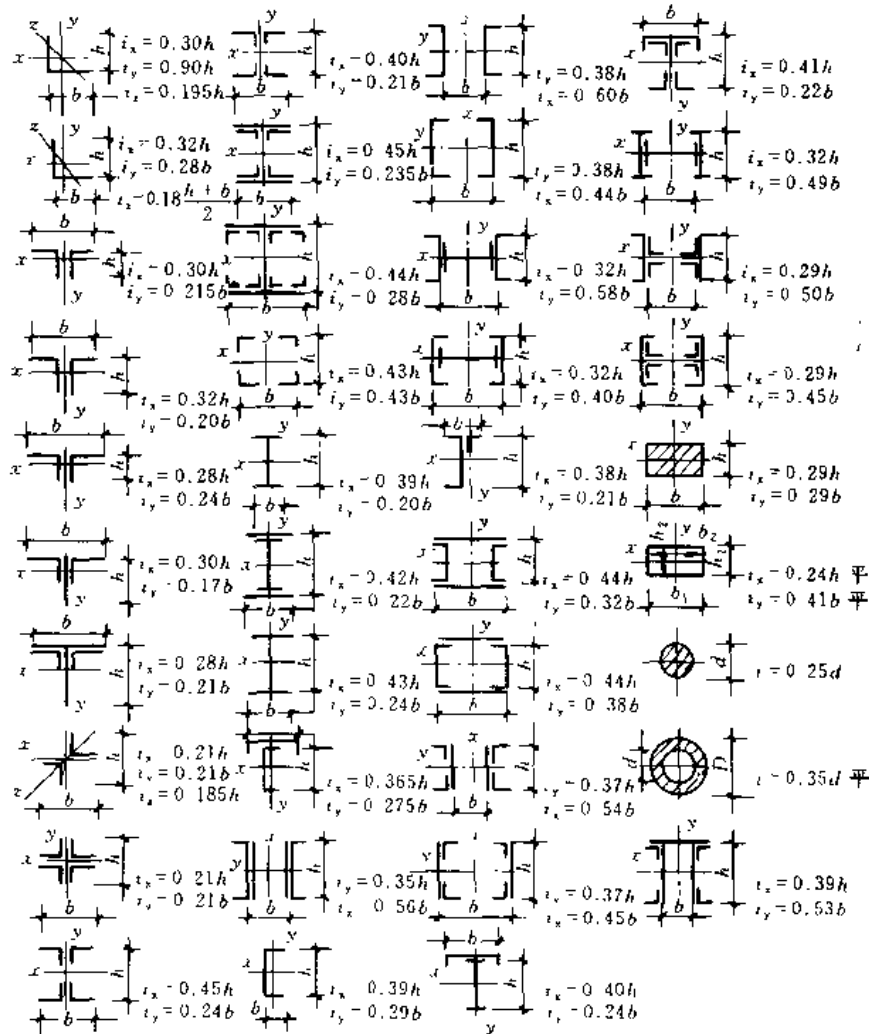 z y h i_x = 0.30h
x i_y = 0.90h
b i_z = 0.195h
y h i_x = 0.40h
x i_y = 0.21b
b
x h i_y = 0.38h
y i_x = 0.60b
b
b h i_x = 0.41h
x i_y = 0.22b
y
z y h i_x = 0.32h
x i_y = 0.28b
b i_z = 0.18 (h + b)/2
y h i_x = 0.45h
x i_y = 0.235b
b
x h i_y = 0.38h
y i_x = 0.44b
b
y h i_x = 0.32h
x i_y = 0.49b
b
b h i_x = 0.30h
x i_y = 0.215b
y
y h i_x = 0.44h
x i_y = 0.28b
b
y h i_x = 0.32h
x i_y = 0.58b
b
y h i_x = 0.29h
x i_y = 0.50b
b
b h i_x = 0.32h
x i_y = 0.20b
y
y h i_x = 0.43h
x i_y = 0.43b
b
y h i_x = 0.32h
x i_y = 0.40b
b
y h i_x = 0.29h
x i_y = 0.45b
b
b h i_x = 0.28h
x i_y = 0.24b
y
y h i_x = 0.39h
x i_y = 0.20b
b
b h i_x = 0.38h
x i_y = 0.21b
y
y h i_x = 0.29h
x i_y = 0.29b
b
b h i_x = 0.30h
x i_y = 0.17b
y
y h i_x = 0.42h
x i_y = 0.22b
b
y h i_x = 0.44h
x i_y = 0.32b
b
h_2 y b_2 h_1 i_x = 0.24h 平
x i_y = 0.41b 平
b_1
b h i_x = 0.28h
x i_y = 0.21b
y
y h i_x = 0.43h
x i_y = 0.24b
b
y h i_x = 0.44h
x i_y = 0.38b
b
d i = 0.25d
y h i_x = 0.21h
x i_y = 0.21b
z b i_z = 0.185h
b h i_x = 0.365h
x i_y = 0.275b
y
x h i_y = 0.37h
y i_x = 0.54b
b
d D i = 0.35d 平
y h i_x = 0.21h
x i_y = 0.21b
b
x h i_y = 0.35h
y i_x = 0.56b
b
x h i_y = 0.37h
y i_x = 0.45b
b
y h i_x = 0.39h
x i_y = 0.53b
b
y h i_x = 0.45h
x i_y = 0.24b
b
y h i_x = 0.39h
x i_y = 0.29b
b
b h i_x = 0.40h
x i_y = 0.24b
y